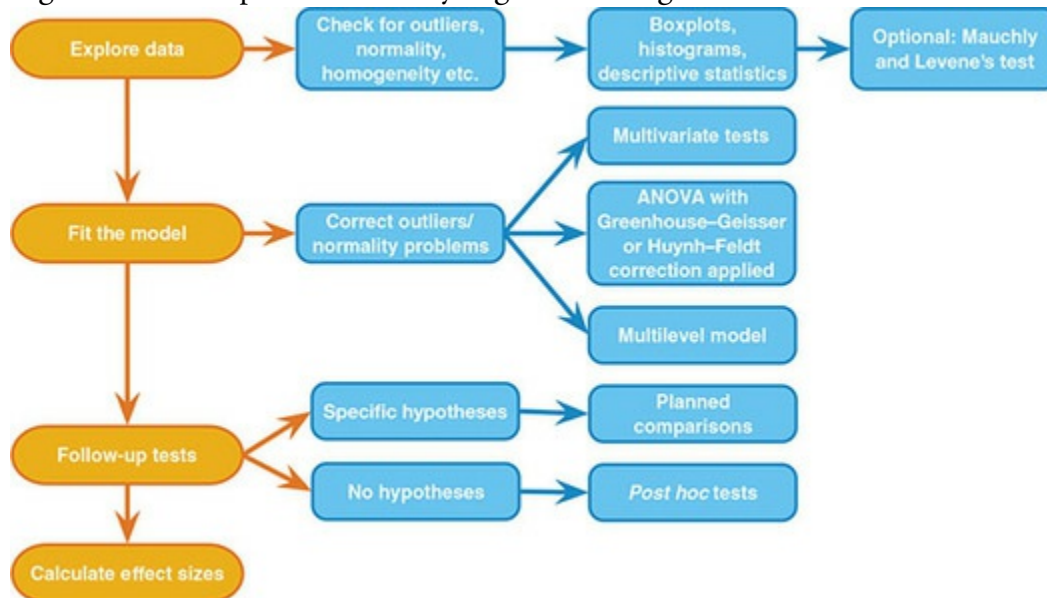 Explore data
Check for outliers,
normality,
homogeneity etc.
Boxplots,
histograms,
descriptive statistics
Optional: Mauchly
and Levene's test
Multivariate tests
Fit the model
Correct outliers/
normality problems
ANOVA with
Greenhouse–Geisser
or Huynh–Feldt
correction applied
Multilevel model
Follow-up tests
Specific hypotheses
Planned
comparisons
No hypotheses
Post hoc tests
Calculate effect sizes